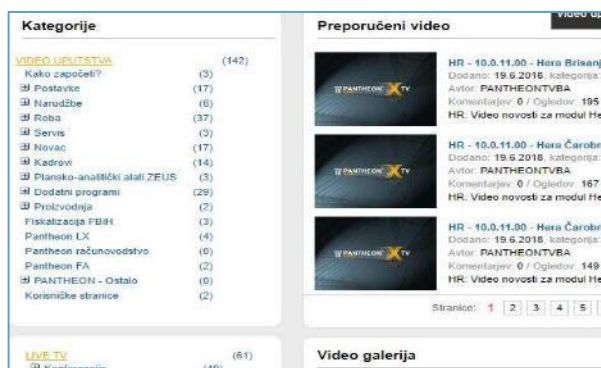 Kategorije
VIDEO UPUTSTVA (142)
Kako započeti? (3)
Postavke (17)
Narudžbe (6)
Roba (37)
Servis (3)
Novac (17)
Kadrovi (14)
Plansko-analitički alati ZEUS (3)
Dodatni programi (29)
Proizvodnja (2)
Fiskalizacija FBIH (3)
Pantheon LX (4)
Pantheon računovodstvo (0)
Pantheon FA (2)
PANTHEON - Ostalo (0)
Korisničke stranice (2)
LIVE TV (61)
Preporučeni video
PANTHEON X TV
HR - 10.0.11.00 - Hera Brisanj
Dodano: 19.6.2018, kategorija:
Avtor: PANTHEONTVBA
Komentarjev: 0 / Ogledov: 195
HR: Video novosti za modul He
PANTHEON X TV
HR - 10.0.11.00 - Hera Čarobn
Dodano: 19.6.2018, kategorija:
Avtor: PANTHEONTVBA
Komentarjev: 0 / Ogledov: 167
HR: Video novosti za modul He
PANTHEON X TV
HR - 10.0.11.00 - Hera Čarobn
Dodano: 19.6.2018, kategorija:
Avtor: PANTHEONTVBA
Komentarjev: 0 / Ogledov: 149
HR: Video novosti za modul He
Stranice: 1 2 3 4 5
Video galerija